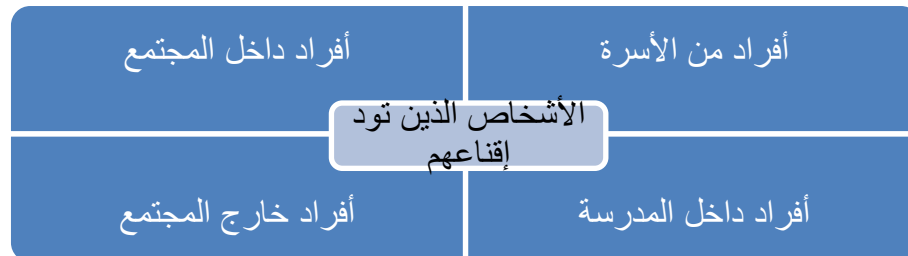 أفراد من الأسرة
أفراد داخل المجتمع
الأشخاص الذين تود
إقناعهم
أفراد داخل المدرسة
أفراد خارج المجتمع